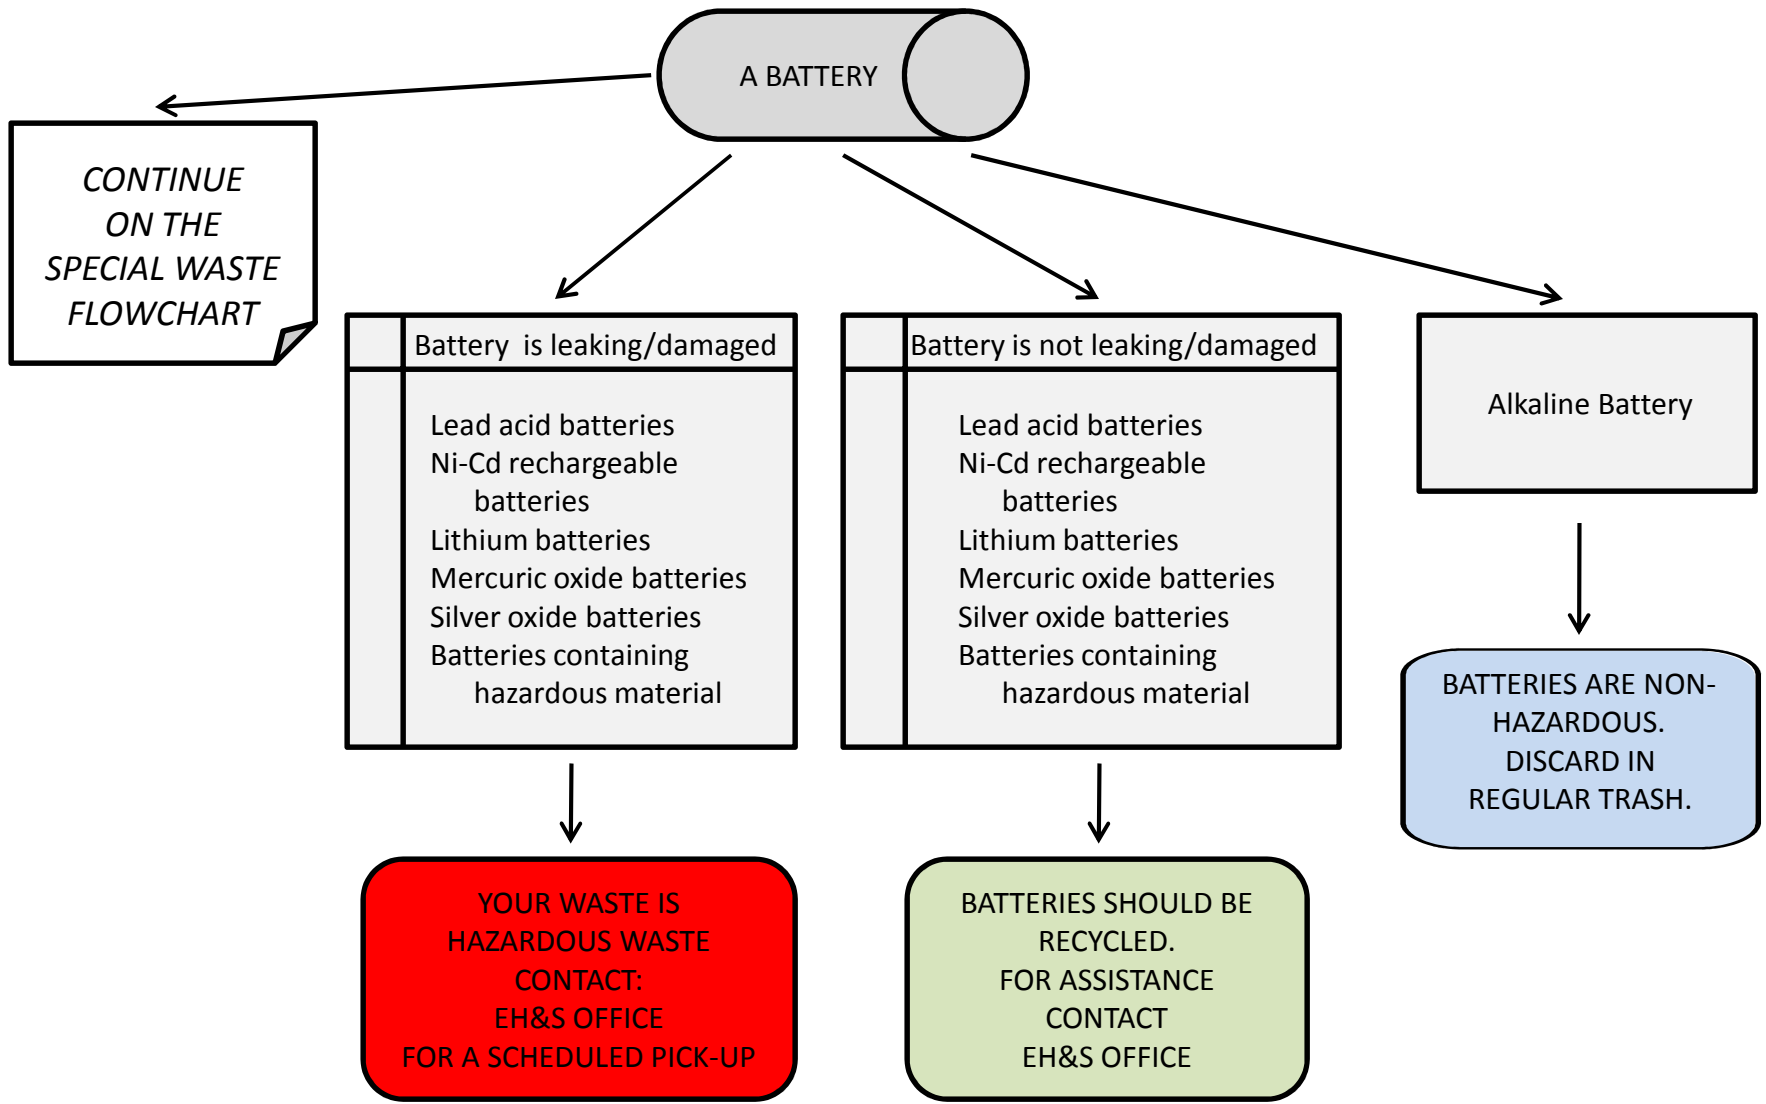 A BATTERY
CONTINUE
ON THE
SPECIAL WASTE
FLOWCHART
Battery is leaking/damaged
Lead acid batteries
Ni-Cd rechargeable
batteries
Lithium batteries
Mercuric oxide batteries
Silver oxide batteries
Batteries containing
hazardous material
Battery is not leaking/damaged
Lead acid batteries
Ni-Cd rechargeable
batteries
Lithium batteries
Mercuric oxide batteries
Silver oxide batteries
Batteries containing
hazardous material
Alkaline Battery
YOUR WASTE IS
HAZARDOUS WASTE
CONTACT:
EH&S OFFICE
FOR A SCHEDULED PICK-UP
BATTERIES SHOULD BE
RECYCLED.
FOR ASSISTANCE
CONTACT
EH&S OFFICE
BATTERIES ARE NON-
HAZARDOUS.
DISCARD IN
REGULAR TRASH.